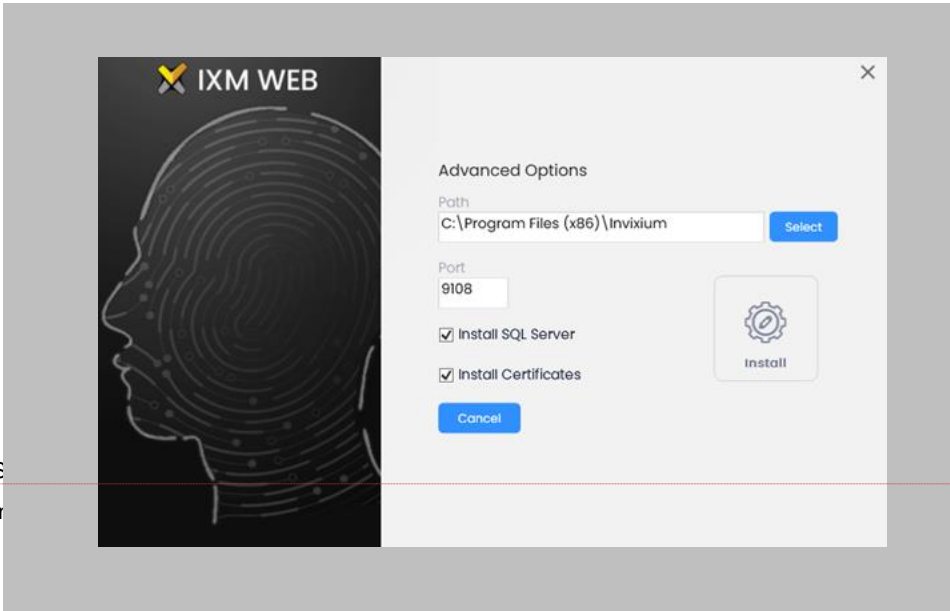 IXM WEB
Advanced Options
Path
C:\Program Files (x86)\Invixium
Select
Port
9108
Install SQL Server
Install
Install Certificates
Cancel